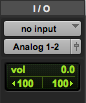 I / O
no input
Analog 1-2
vol 0.0
100 100